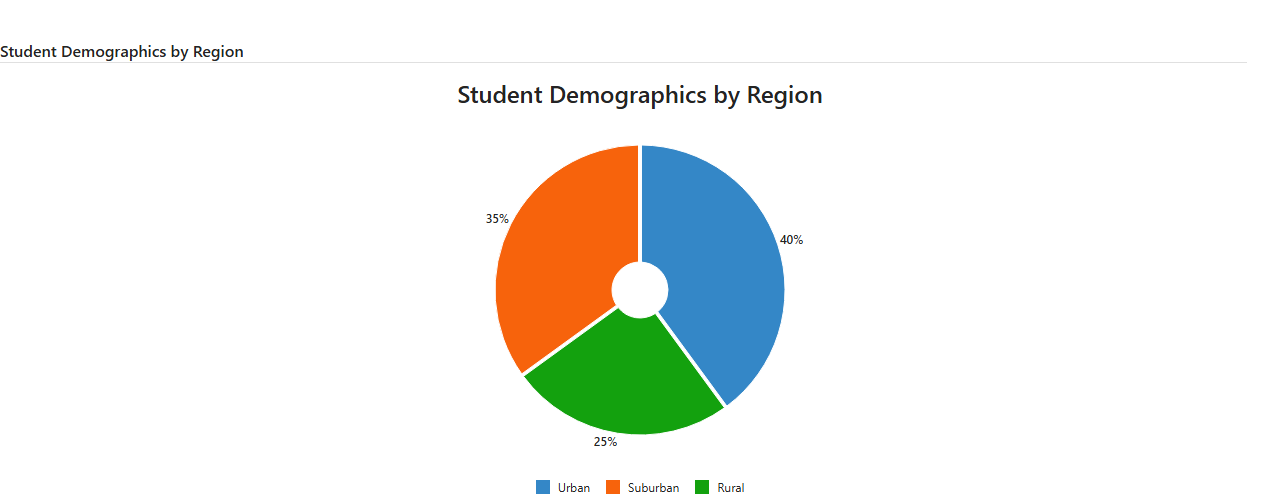 Student Demographics by Region
Student Demographics by Region
35%
40%
25%
Urban Suburban Rural